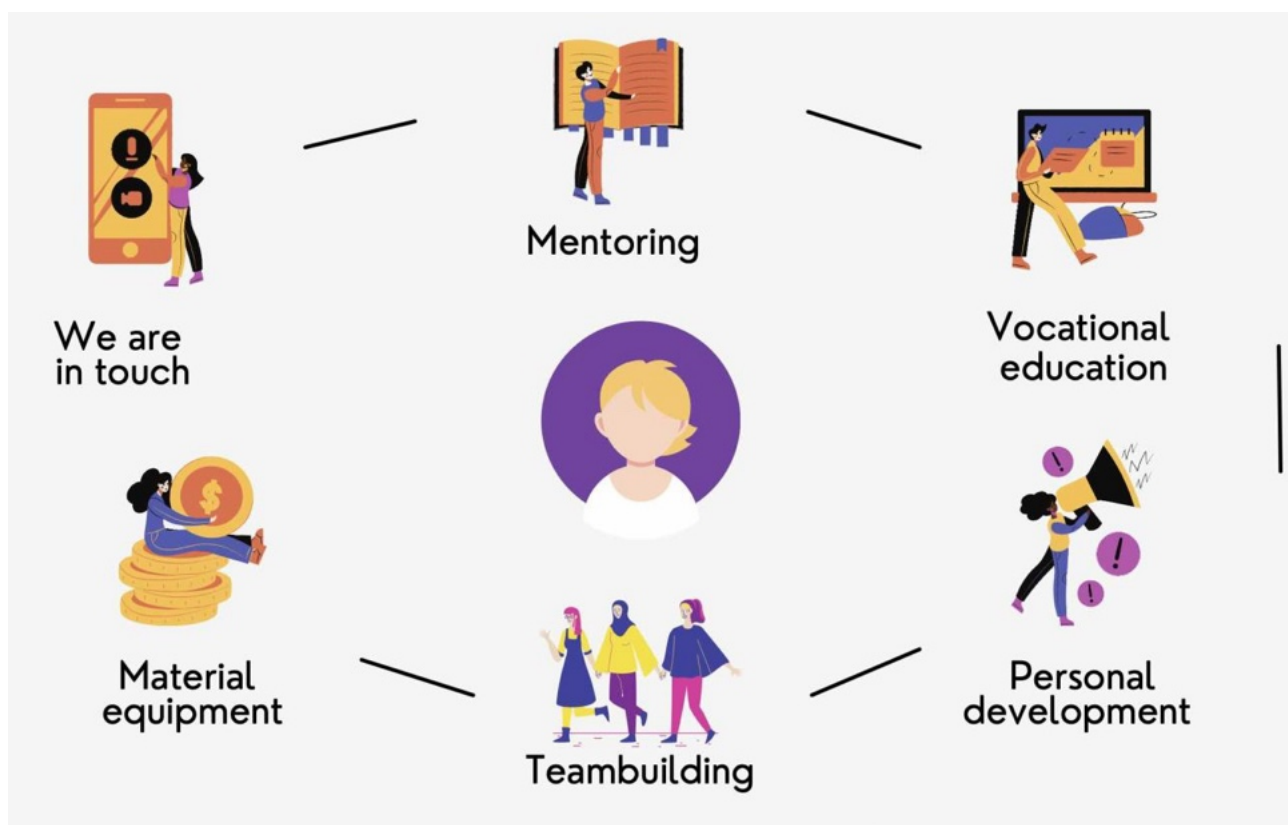 Mentoring
We are
in touch
Vocational
education
Material
equipment
Personal
development
Teambuilding